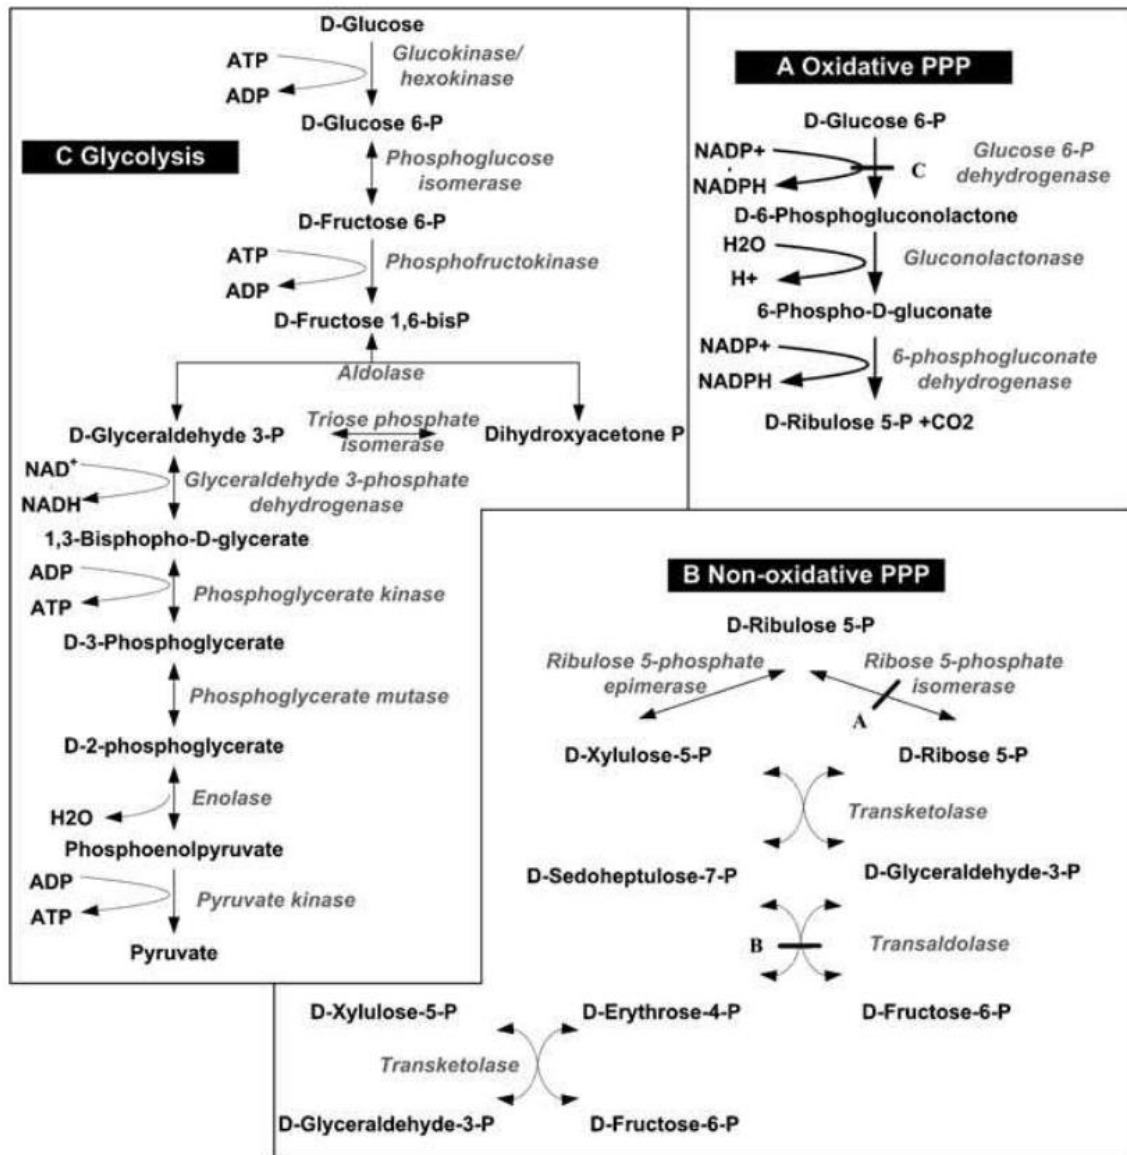 D-Glucose
ATP
ADP
Glucokinase/
hexokinase
D-Glucose 6-P
C Glycolysis
Phosphoglucose
isomerase
D-Fructose 6-P
ATP
ADP
Phosphofructokinase
D-Fructose 1,6-bisP
Aldolase
D-Glyceraldehyde 3-P
Triose phosphate
isomerase
Dihydroxyacetone P
NAD+
NADH
Glyceraldehyde 3-phosphate
dehydrogenase
1,3-Bisphopho-D-glycerate
ADP
ATP
Phosphoglycerate kinase
D-3-Phosphoglycerate
Phosphoglycerate mutase
D-2-phosphoglycerate
H2O
Enolase
Phosphoenolpyruvate
ADP
ATP
Pyruvate kinase
Pyruvate
A Oxidative PPP
D-Glucose 6-P
NADP+
NADPH
C
Glucose 6-P
dehydrogenase
D-6-Phosphogluconolactone
H2O
H+
Gluconolactonase
6-Phospho-D-gluconate
NADP+
NADPH
6-phosphogluconate
dehydrogenase
D-Ribulose 5-P +CO2
B Non-oxidative PPP
D-Ribulose 5-P
Ribulose 5-phosphate
epimerase
Ribose 5-phosphate
isomerase
A
D-Xylulose-5-P
D-Ribose 5-P
Transketolase
D-Sedoheptulose-7-P
D-Glyceraldehyde-3-P
B
Transaldolase
D-Xylulose-5-P
D-Erythrose-4-P
D-Fructose-6-P
Transketolase
D-Glyceraldehyde-3-P
D-Fructose-6-P